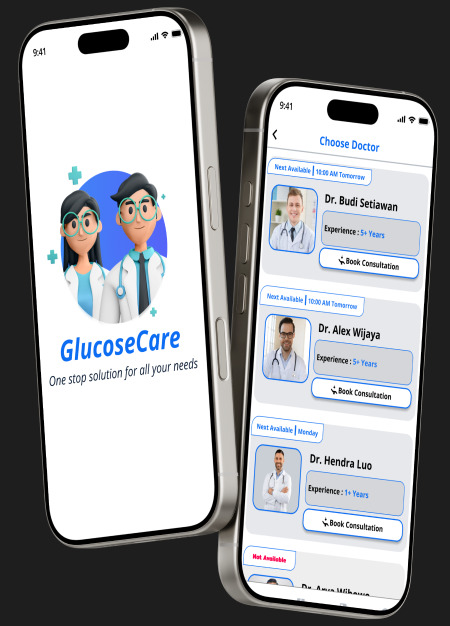 9:41
GlucoseCare
One stop solution for all your needs
9:41
Choose Doctor
Next Available | 10:00 AM Tomorrow
Dr. Budi Setiawan
Experience : 5+ Years
Book Consultation
Next Available | 10:00 AM Tomorrow
Dr. Alex Wijaya
Experience : 5+ Years
Book Consultation
Next Available | Monday
Dr. Hendra Luo
Experience : 1+ Years
Book Consultation
Not Available
Dr. Arya Wibowo